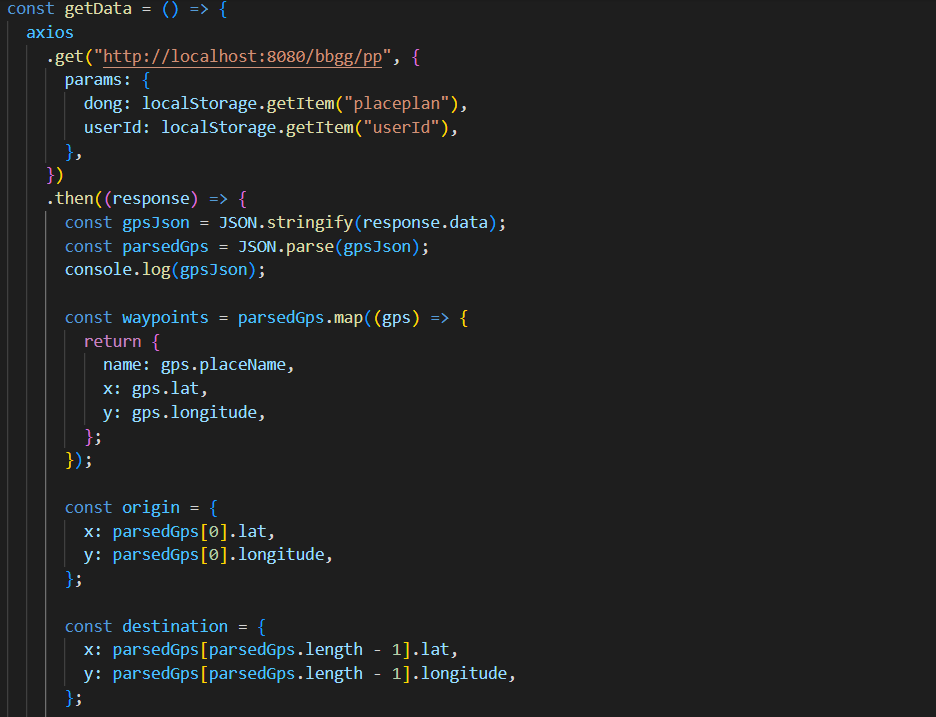 const getData = () => {
  axios
    .get("http://localhost:8080/bbgg/pp", {
      params: {
        dong: localStorage.getItem("placeplan"),
        userId: localStorage.getItem("userId"),
      },
    })
    .then((response) => {
      const gpsJson = JSON.stringify(response.data);
      const parsedGps = JSON.parse(gpsJson);
      console.log(gpsJson);

      const waypoints = parsedGps.map((gps) => {
        return {
          name: gps.placeName,
          x: gps.lat,
          y: gps.longitude,
        };
      });

      const origin = {
        x: parsedGps[0].lat,
        y: parsedGps[0].longitude,
      };

      const destination = {
        x: parsedGps[parsedGps.length - 1].lat,
        y: parsedGps[parsedGps.length - 1].longitude,
      };